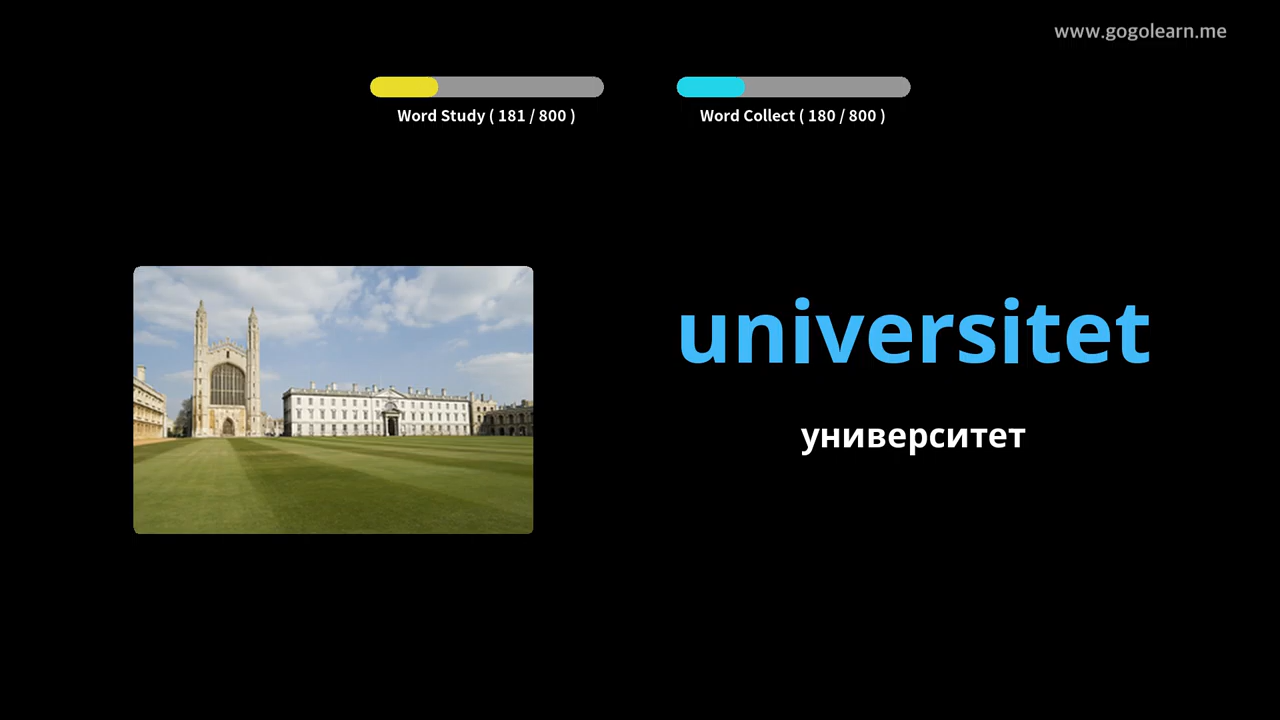 www.gogolearn.me
Word Study ( 181 / 800 )
Word Collect ( 180 / 800 )
universitet
университет